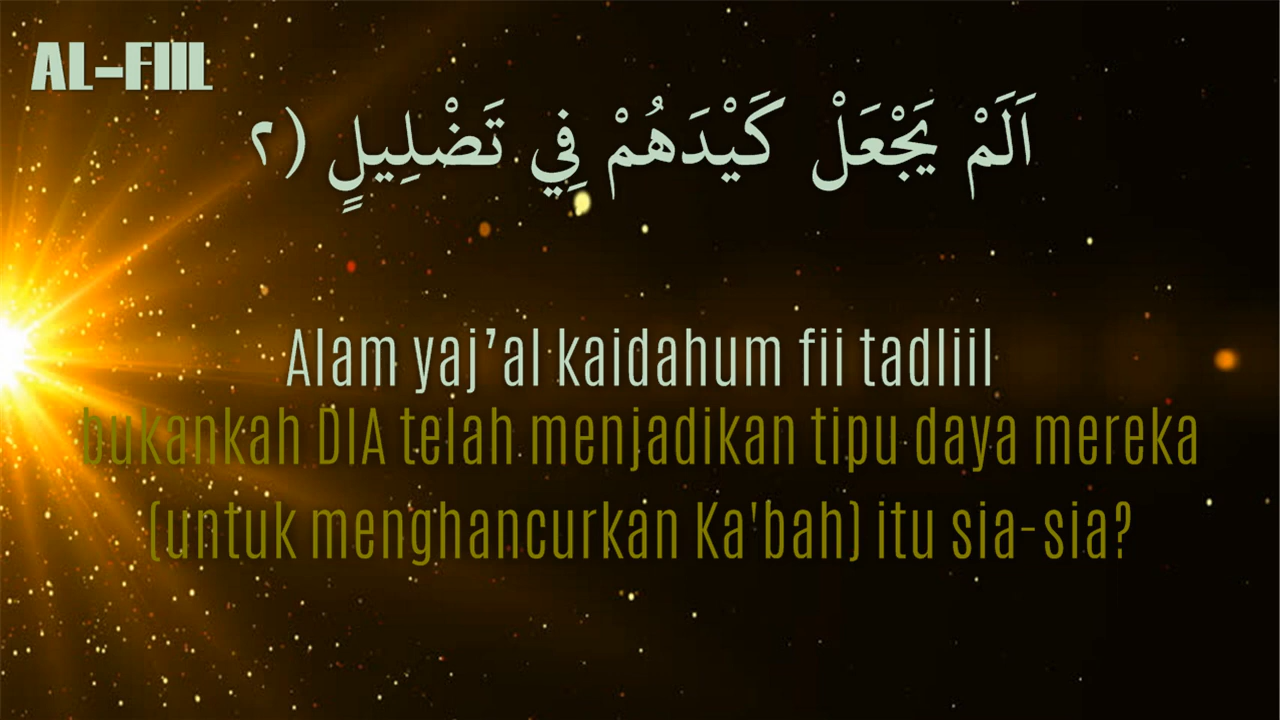 AL-FIIL
اَلَمْ يَجْعَلْ كَيْدَهُمْ فِي تَضْلِيلٍ (٢
Alam yaj’al kaidahum fii tadliil
bukankah DIA telah menjadikan tipu daya mereka
(untuk menghancurkan Ka'bah) itu sia-sia?